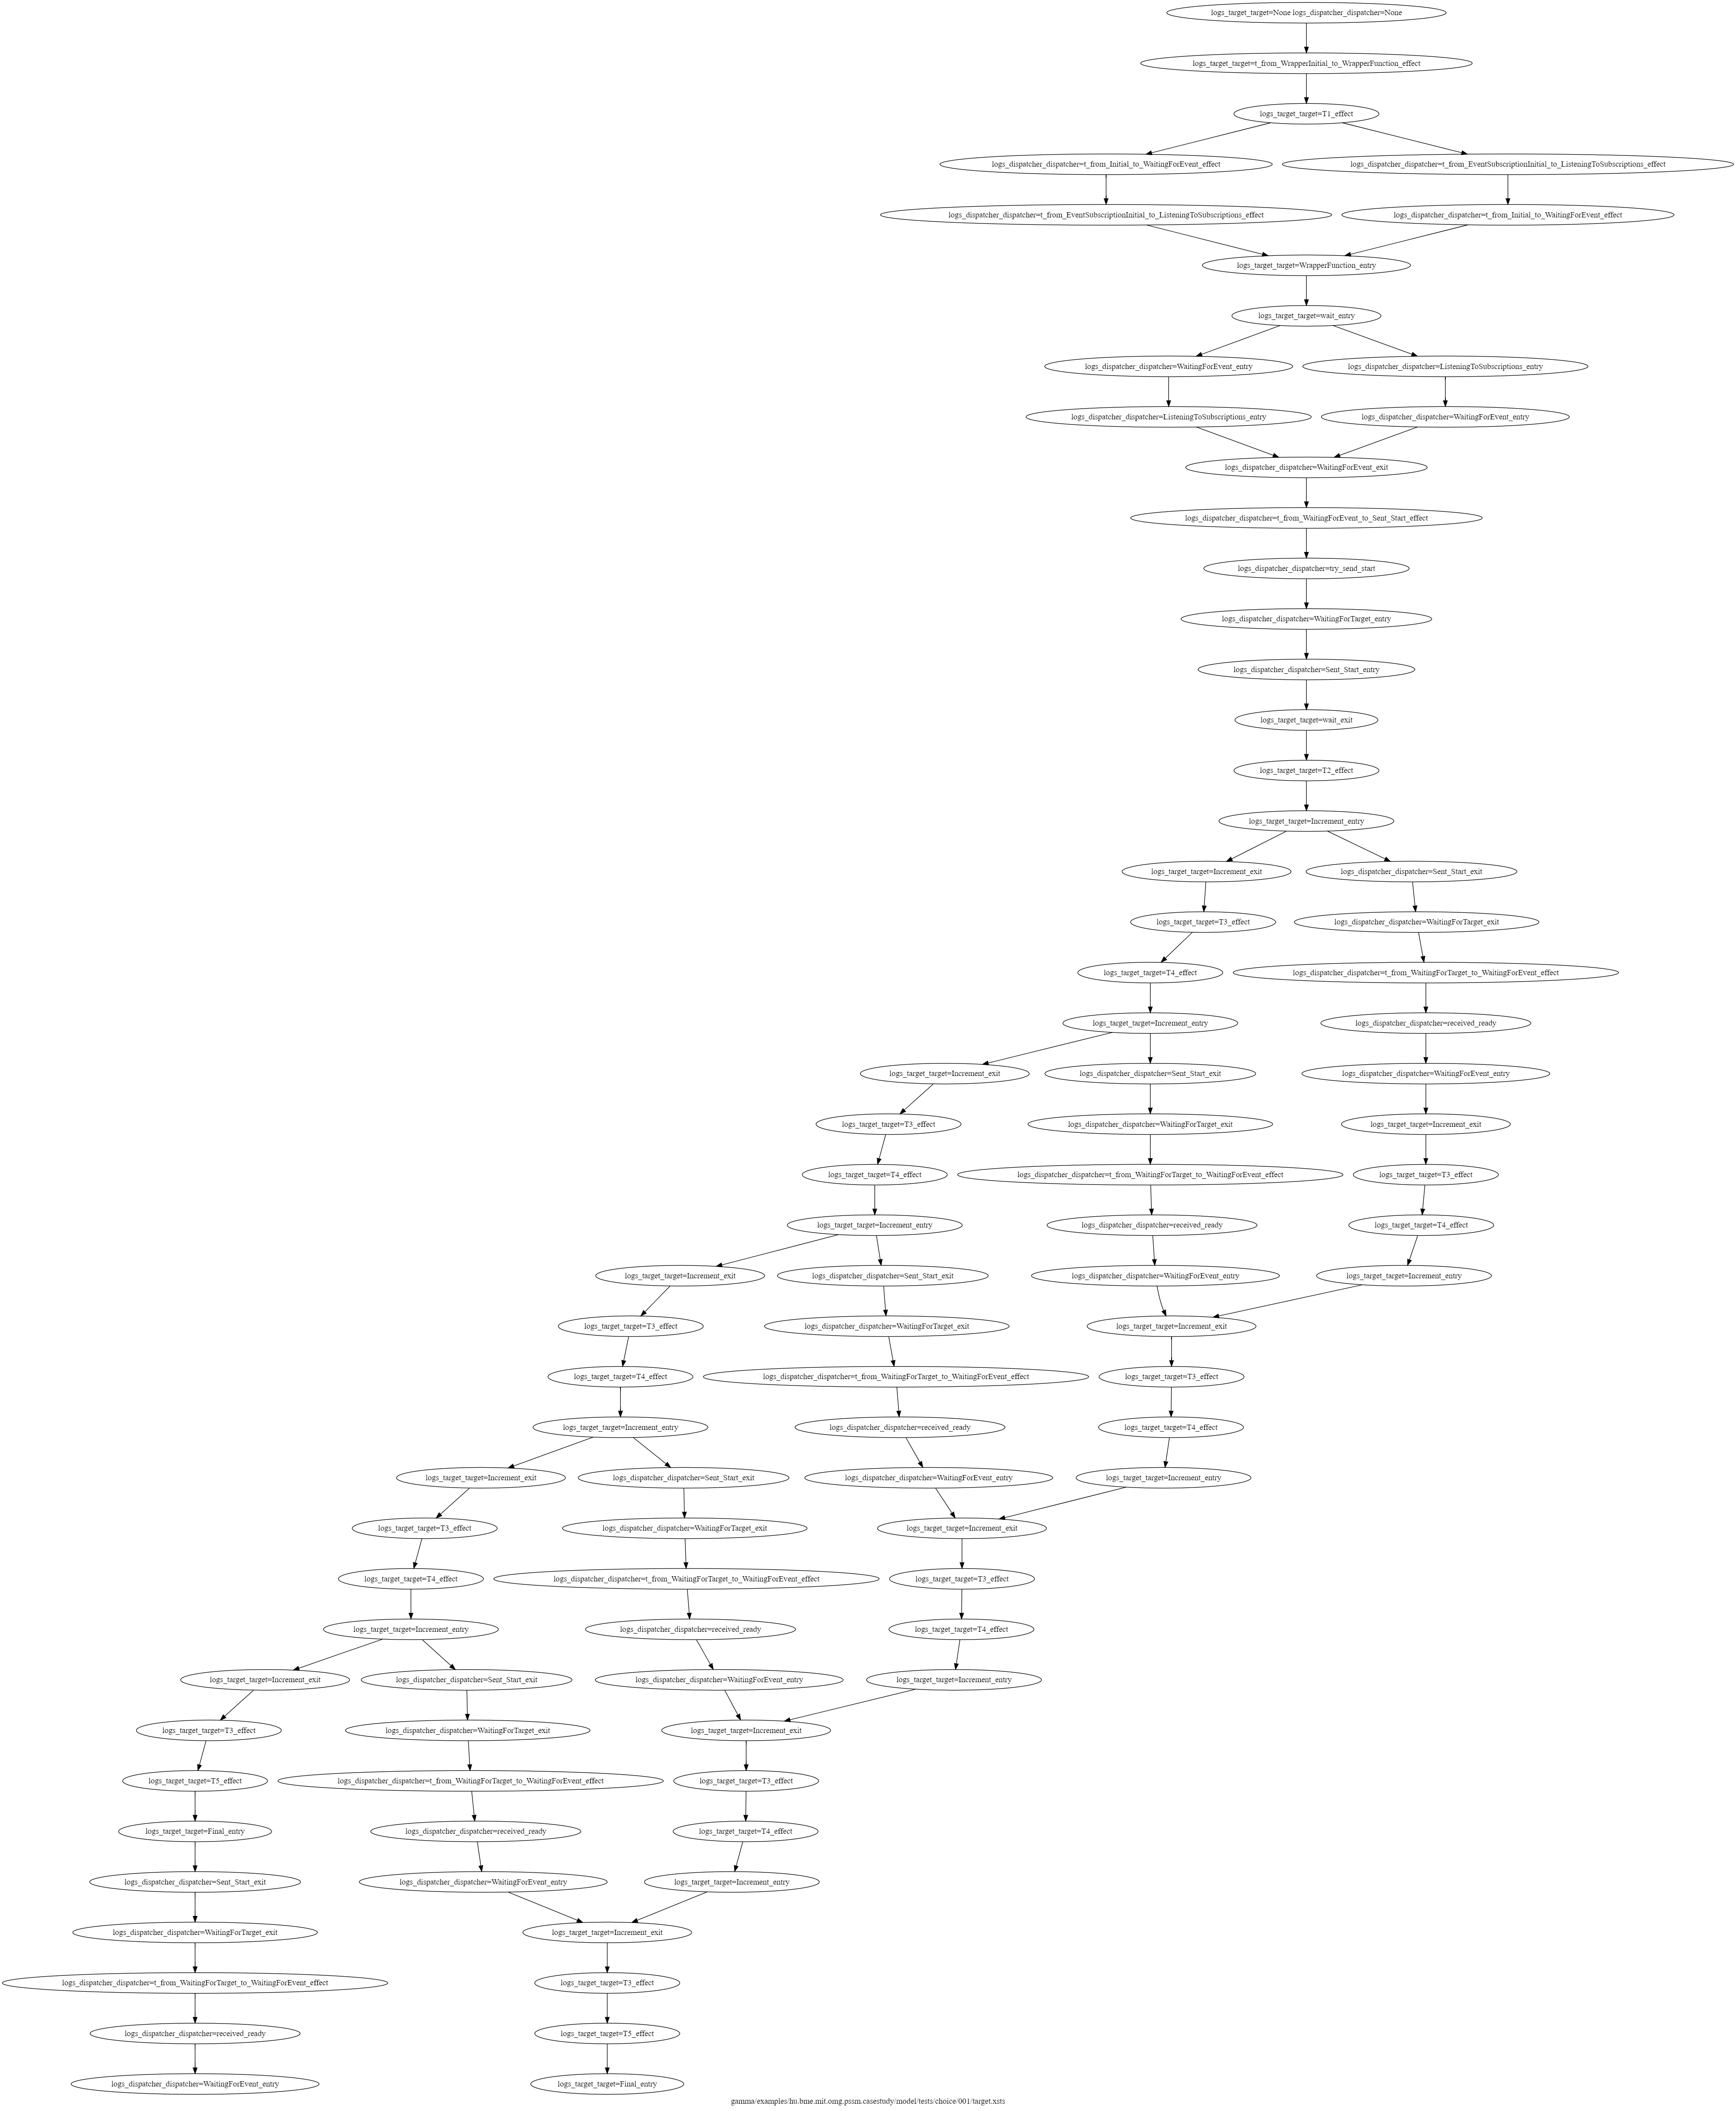 logs_target_target=None logs_dispatcher_dispatcher=None
logs_target_target=t_from_WrapperInitial_to_WrapperFunction_effect
logs_target_target=T1_effect
logs_dispatcher_dispatcher=t_from_Initial_to_WaitingForEvent_effect
logs_dispatcher_dispatcher=t_from_EventSubscriptionInitial_to_ListeningToSubscriptions_effect
logs_dispatcher_dispatcher=t_from_EventSubscriptionInitial_to_ListeningToSubscriptions_effect
logs_dispatcher_dispatcher=t_from_Initial_to_WaitingForEvent_effect
logs_target_target=WrapperFunction_entry
logs_target_target=wait_entry
logs_dispatcher_dispatcher=WaitingForEvent_entry
logs_dispatcher_dispatcher=ListeningToSubscriptions_entry
logs_dispatcher_dispatcher=ListeningToSubscriptions_entry
logs_dispatcher_dispatcher=WaitingForEvent_entry
logs_dispatcher_dispatcher=WaitingForEvent_exit
logs_dispatcher_dispatcher=t_from_WaitingForEvent_to_Sent_Start_effect
logs_dispatcher_dispatcher=try_send_start
logs_dispatcher_dispatcher=WaitingForTarget_entry
logs_dispatcher_dispatcher=Sent_Start_entry
logs_target_target=wait_exit
logs_target_target=T2_effect
logs_target_target=Increment_entry
logs_target_target=Increment_exit
logs_dispatcher_dispatcher=Sent_Start_exit
logs_target_target=T3_effect
logs_dispatcher_dispatcher=WaitingForTarget_exit
logs_target_target=T4_effect
logs_dispatcher_dispatcher=t_from_WaitingForTarget_to_WaitingForEvent_effect
logs_target_target=Increment_entry
logs_dispatcher_dispatcher=received_ready
logs_target_target=Increment_exit
logs_dispatcher_dispatcher=Sent_Start_exit
logs_dispatcher_dispatcher=WaitingForEvent_entry
logs_target_target=T3_effect
logs_dispatcher_dispatcher=WaitingForTarget_exit
logs_target_target=Increment_exit
logs_target_target=T4_effect
logs_dispatcher_dispatcher=t_from_WaitingForTarget_to_WaitingForEvent_effect
logs_target_target=T3_effect
logs_target_target=Increment_entry
logs_dispatcher_dispatcher=received_ready
logs_target_target=T4_effect
logs_target_target=Increment_exit
logs_dispatcher_dispatcher=Sent_Start_exit
logs_dispatcher_dispatcher=WaitingForEvent_entry
logs_target_target=Increment_entry
logs_target_target=T3_effect
logs_dispatcher_dispatcher=WaitingForTarget_exit
logs_target_target=Increment_exit
logs_target_target=T4_effect
logs_dispatcher_dispatcher=t_from_WaitingForTarget_to_WaitingForEvent_effect
logs_target_target=T3_effect
logs_target_target=Increment_entry
logs_dispatcher_dispatcher=received_ready
logs_target_target=T4_effect
logs_target_target=Increment_exit
logs_dispatcher_dispatcher=Sent_Start_exit
logs_dispatcher_dispatcher=WaitingForEvent_entry
logs_target_target=Increment_entry
logs_target_target=T3_effect
logs_dispatcher_dispatcher=WaitingForTarget_exit
logs_target_target=Increment_exit
logs_target_target=T4_effect
logs_dispatcher_dispatcher=t_from_WaitingForTarget_to_WaitingForEvent_effect
logs_target_target=T3_effect
logs_target_target=Increment_entry
logs_dispatcher_dispatcher=received_ready
logs_target_target=T4_effect
logs_target_target=Increment_exit
logs_dispatcher_dispatcher=Sent_Start_exit
logs_dispatcher_dispatcher=WaitingForEvent_entry
logs_target_target=Increment_entry
logs_target_target=T3_effect
logs_dispatcher_dispatcher=WaitingForTarget_exit
logs_target_target=Increment_exit
logs_target_target=T5_effect
logs_dispatcher_dispatcher=t_from_WaitingForTarget_to_WaitingForEvent_effect
logs_target_target=T3_effect
logs_target_target=Final_entry
logs_dispatcher_dispatcher=received_ready
logs_target_target=T4_effect
logs_dispatcher_dispatcher=Sent_Start_exit
logs_dispatcher_dispatcher=WaitingForEvent_entry
logs_target_target=Increment_entry
logs_dispatcher_dispatcher=WaitingForTarget_exit
logs_target_target=Increment_exit
logs_dispatcher_dispatcher=t_from_WaitingForTarget_to_WaitingForEvent_effect
logs_target_target=T3_effect
logs_dispatcher_dispatcher=received_ready
logs_target_target=T5_effect
logs_dispatcher_dispatcher=WaitingForEvent_entry
logs_target_target=Final_entry
gamma/examples/hu.bme.mit.omg.pssm.casestudy/model/tests/choice/001/target.xsts